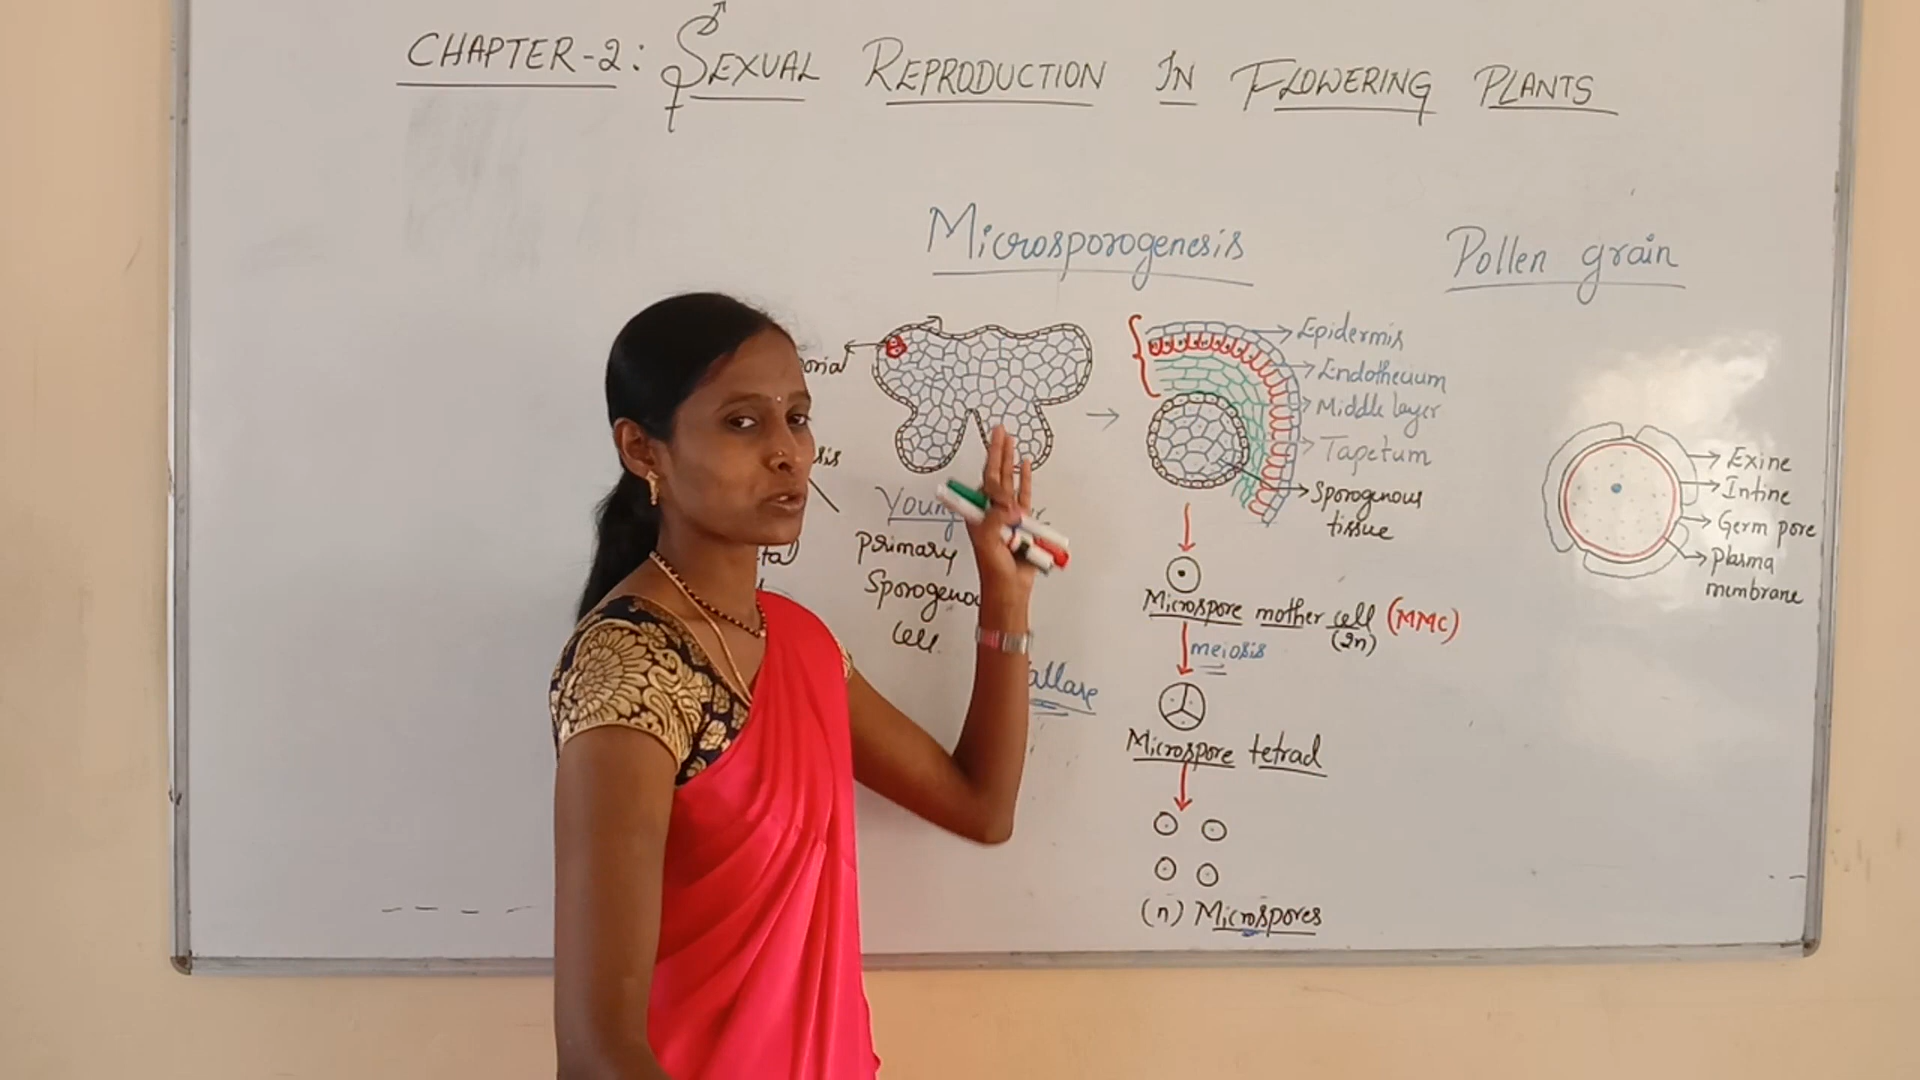 CHAPTER-2: SEXUAL REPRODUCTION IN FLOWERING PLANTS
Microsporogenesis
Pollen grain
Epidermis
Endothecium
Middle layer
Tapetum
Sporogenous
tissue
Young
Primary
Cell
Microspore mother cell (MMC)
(2n)
meiosis
Microspore tetrad
(n) Microspores
Exine
Intine
Germ pore
Plasma
membrane